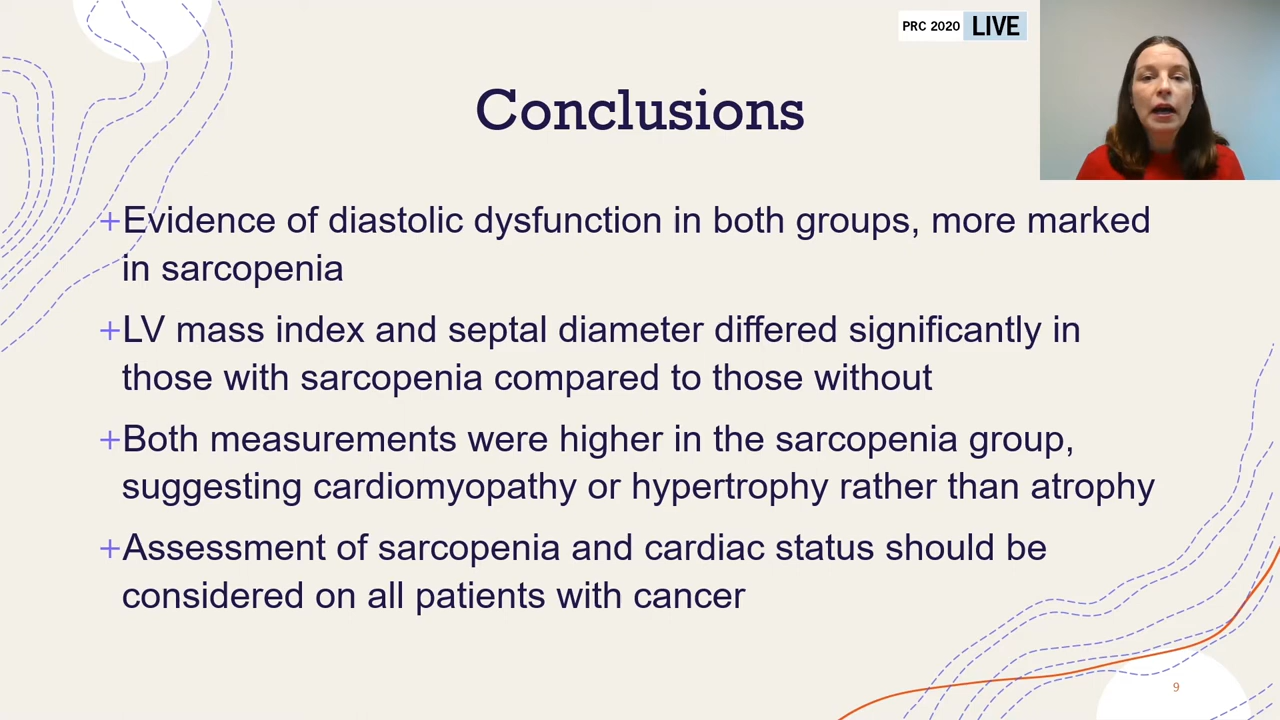 PRC 2020 LIVE
Conclusions
+Evidence of diastolic dysfunction in both groups, more marked
in sarcopenia
+LV mass index and septal diameter differed significantly in
those with sarcopenia compared to those without
+Both measurements were higher in the sarcopenia group,
suggesting cardiomyopathy or hypertrophy rather than atrophy
+Assessment of sarcopenia and cardiac status should be
considered on all patients with cancer
9